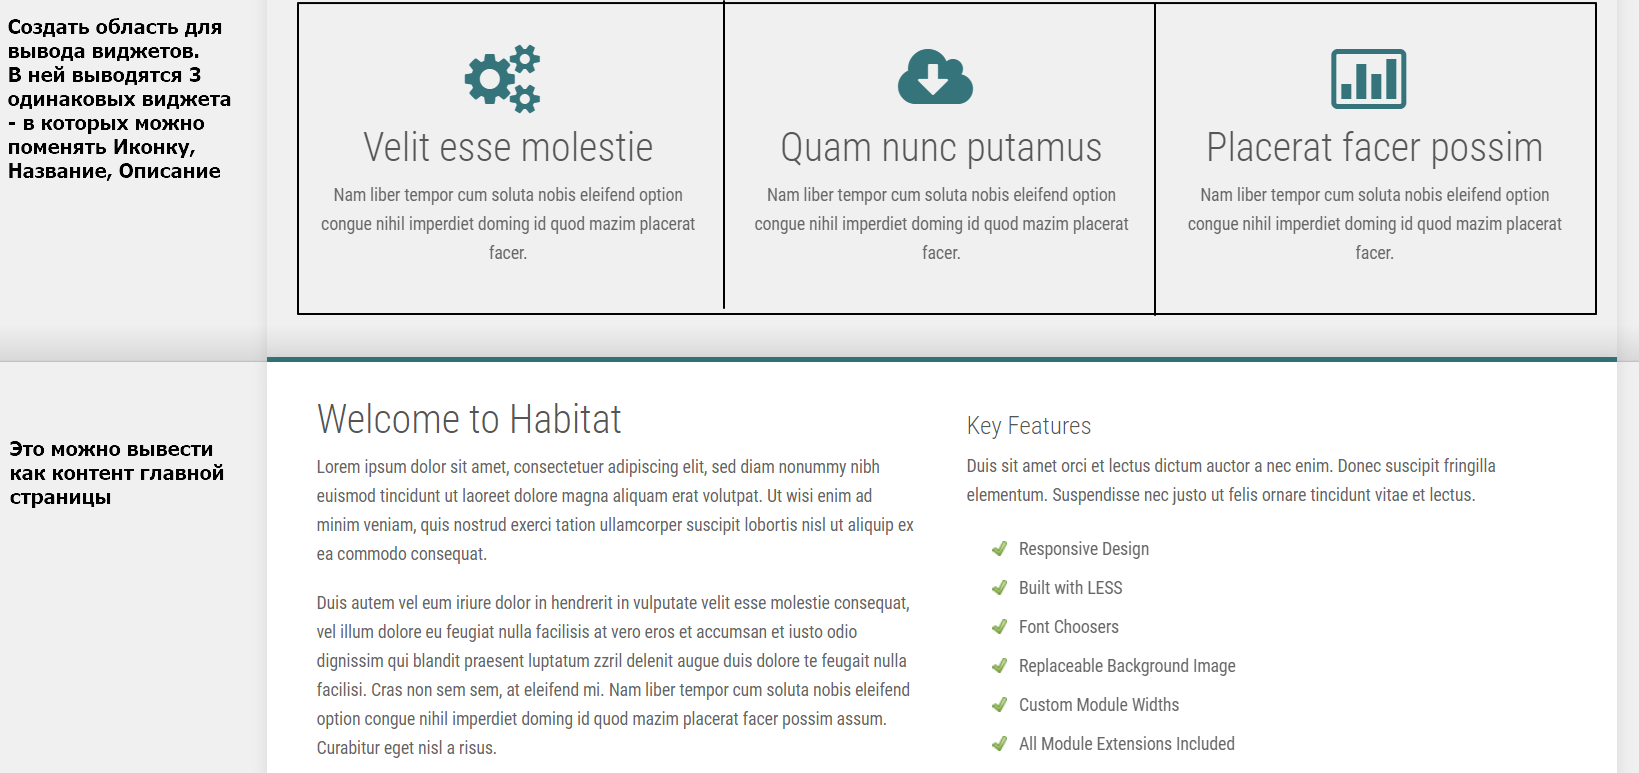 Создать область для
вывода виджетов.
В ней выводятся 3
одинаковых виджета
- в которых можно
поменять Иконку,
Название, Описание
Velit esse molestie
Nam liber tempor cum soluta nobis eleifend option
congue nihil imperdiet doming id quod mazim placerat
facer.
Quam nunc putamus
Nam liber tempor cum soluta nobis eleifend option
congue nihil imperdiet doming id quod mazim placerat
facer.
Placerat facer possim
Nam liber tempor cum soluta nobis eleifend option
congue nihil imperdiet doming id quod mazim placerat
facer.
Это можно вывести
как контент главной
страницы
Welcome to Habitat
Lorem ipsum dolor sit amet, consectetuer adipiscing elit, sed diam nonummy nibh
euismod tincidunt ut laoreet dolore magna aliquam erat volutpat. Ut wisi enim ad
minim veniam, quis nostrud exerci tation ullamcorper suscipit lobortis nisl ut aliquip ex
ea commodo consequat.
Duis autem vel eum iriure dolor in hendrerit in vulputate velit esse molestie consequat,
vel illum dolore eu feugiat nulla facilisis at vero eros et accumsan et iusto odio
dignissim qui blandit praesent luptatum zzril delenit augue duis dolore te feugait nulla
facilisi. Cras non sem sem, at eleifend mi. Nam liber tempor cum soluta nobis eleifend
option congue nihil imperdiet doming id quod mazim placerat facer possim assum.
Curabitur eget nisl a risus.
Key Features
Duis sit amet orci et lectus dictum auctor a nec enim. Donec suscipit fringilla
elementum. Suspendisse nec justo ut felis ornare tincidunt vitae et lectus.
Responsive Design
Built with LESS
Font Choosers
Replaceable Background Image
Custom Module Widths
All Module Extensions Included